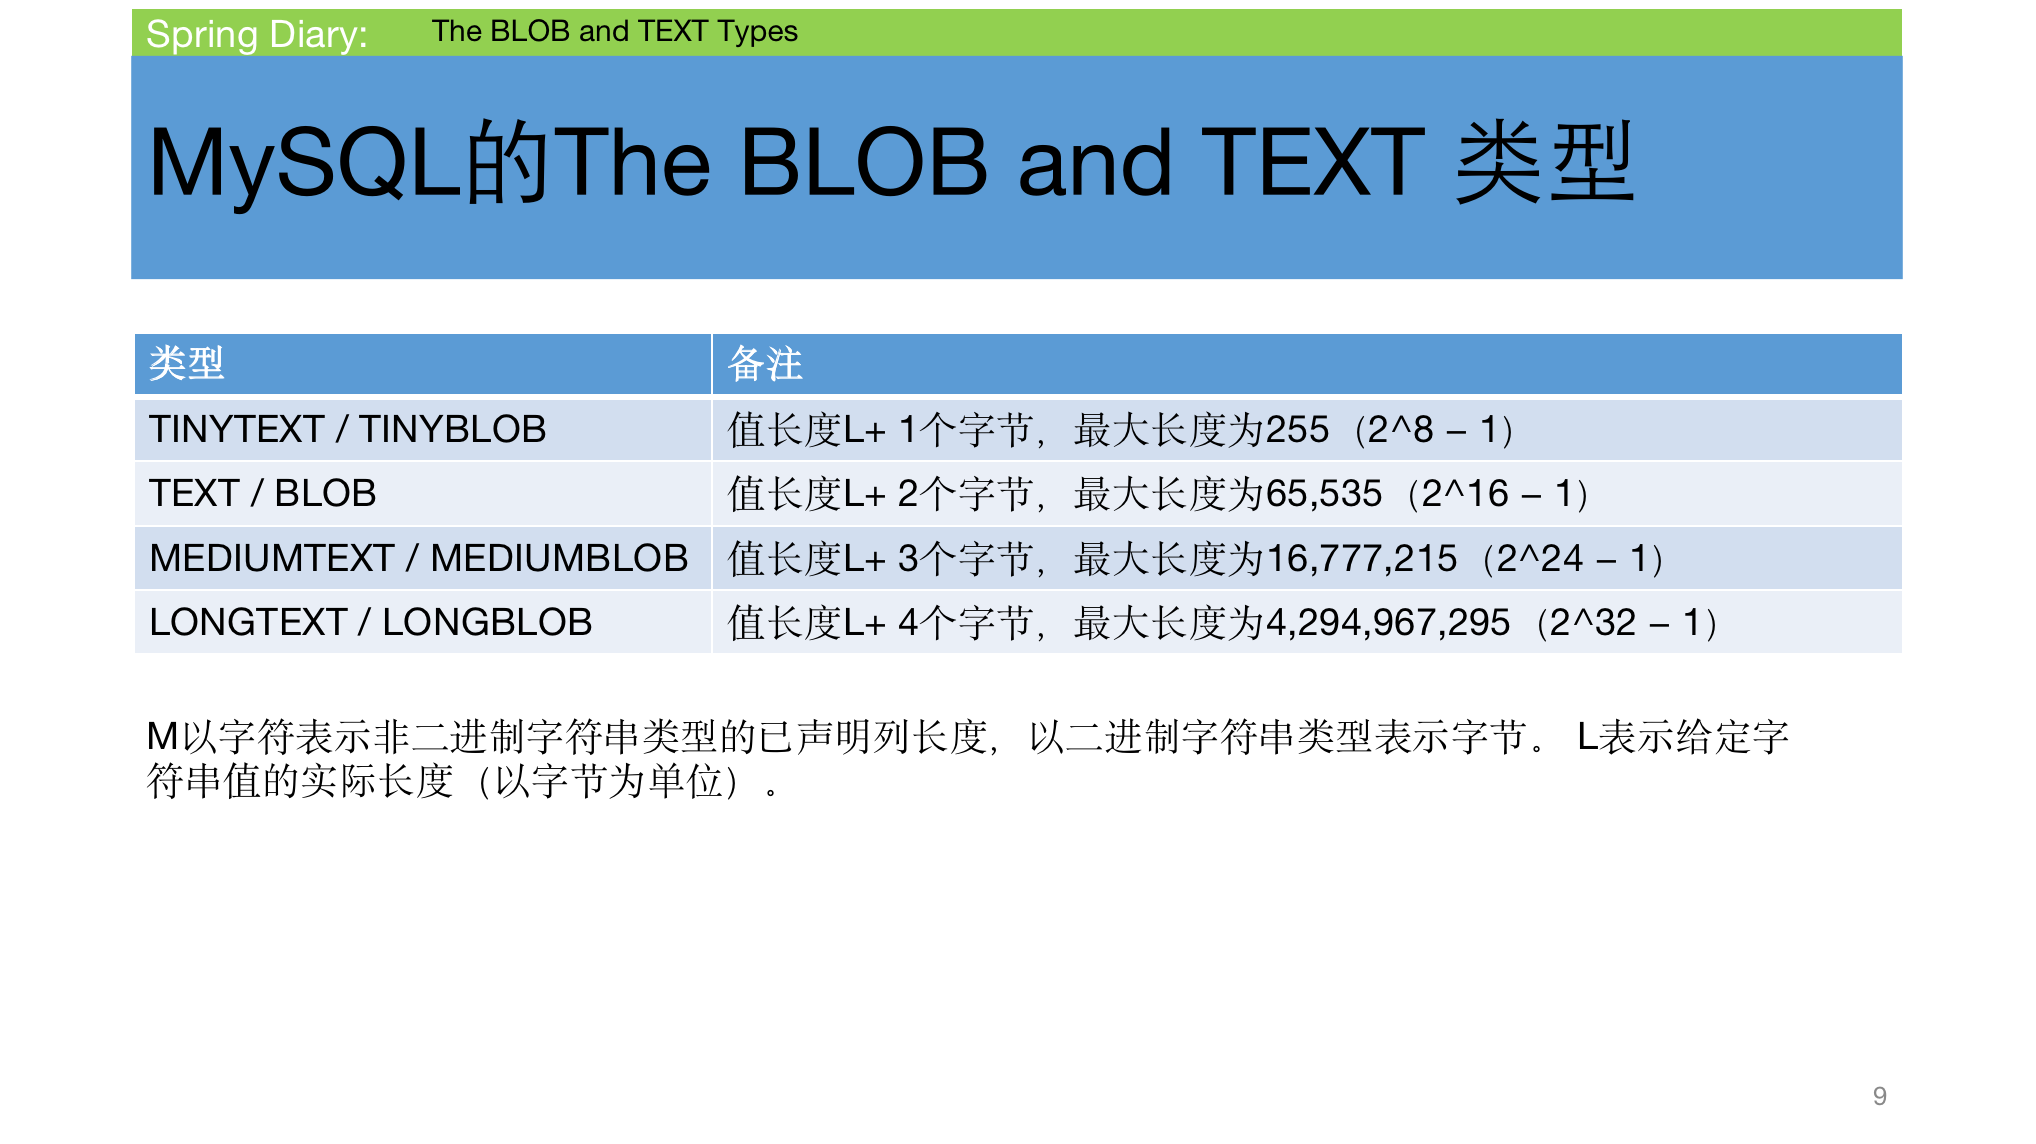 Spring Diary: The BLOB and TEXT Types
MySQL的The BLOB and TEXT 类型
类型 备注
TINYTEXT / TINYBLOB 值长度L+ 1个字节，最大长度为255（2^8 – 1）
TEXT / BLOB 值长度L+ 2个字节，最大长度为65,535（2^16 – 1）
MEDIUMTEXT / MEDIUMBLOB 值长度L+ 3个字节，最大长度为16,777,215（2^24 – 1）
LONGTEXT / LONGBLOB 值长度L+ 4个字节，最大长度为4,294,967,295（2^32 – 1）
M以字符表示非二进制字符串类型的已声明列长度，以二进制字符串类型表示字节。 L表示给定字
符串值的实际长度（以字节为单位）。
9